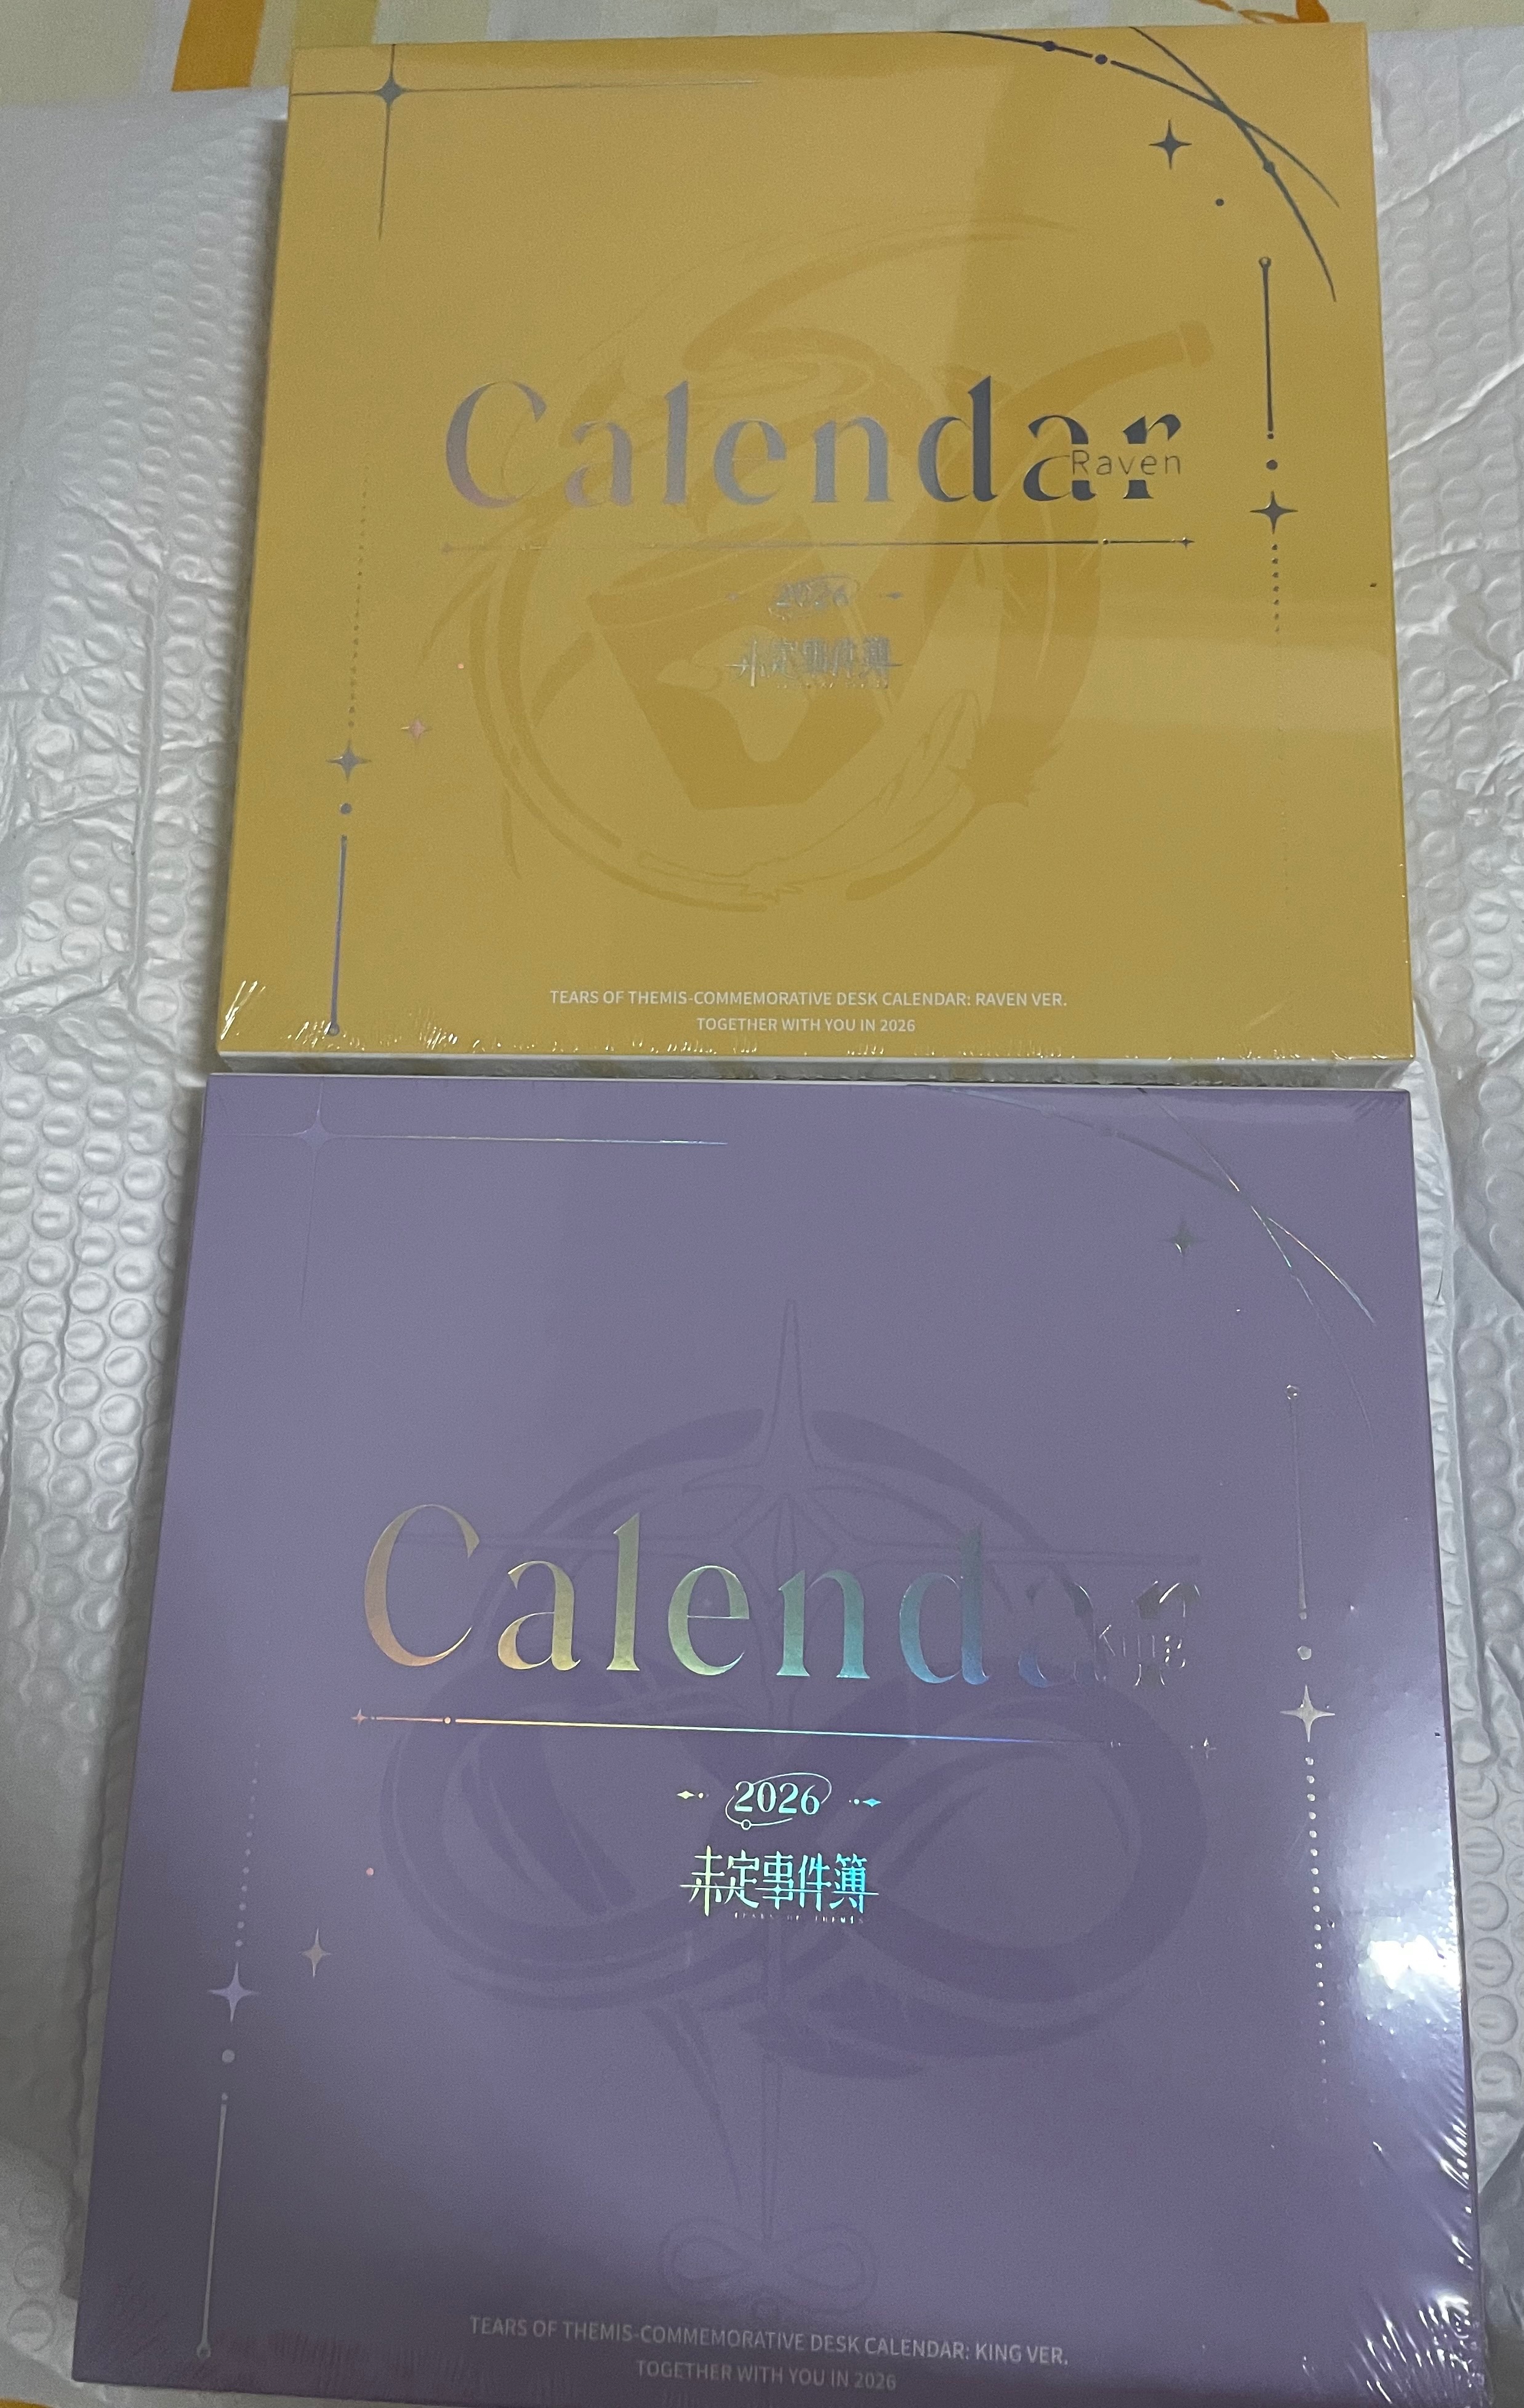 Calendar
Raven
2026
未定事件簿
TEARS OF THEMIS-COMMEMORATIVE DESK CALENDAR: RAVEN VER.
TOGETHER WITH YOU IN 2026
Calendar
King
2026
未定事件簿
TEARS OF THEMIS
TEARS OF THEMIS-COMMEMORATIVE DESK CALENDAR: KING VER.
TOGETHER WITH YOU IN 2026